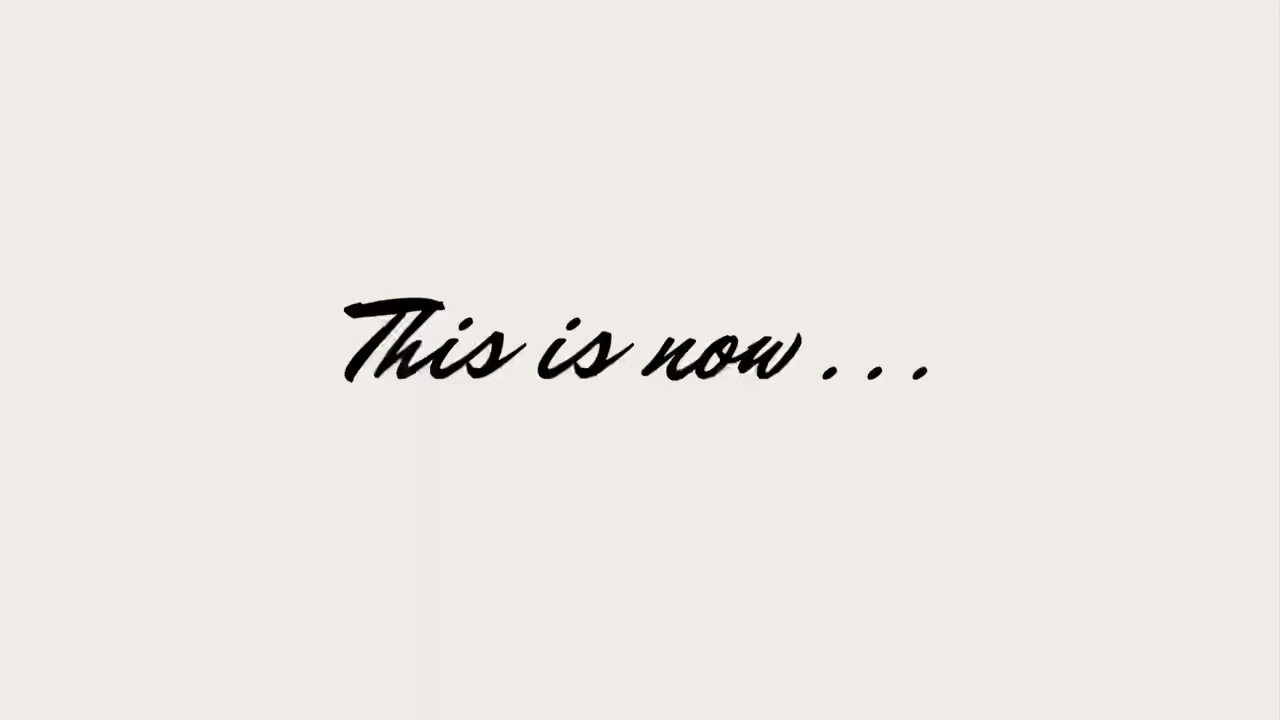 This is now . . .